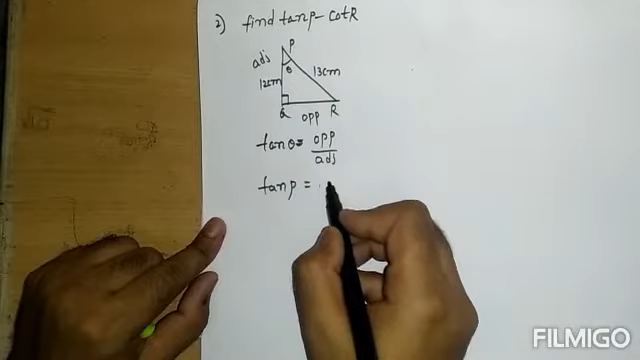 2) find tanp - cotR
P
adj
θ
12cm
13cm
Q
R
opp
tanθ = opp/adj
tanp =
FILMIGO